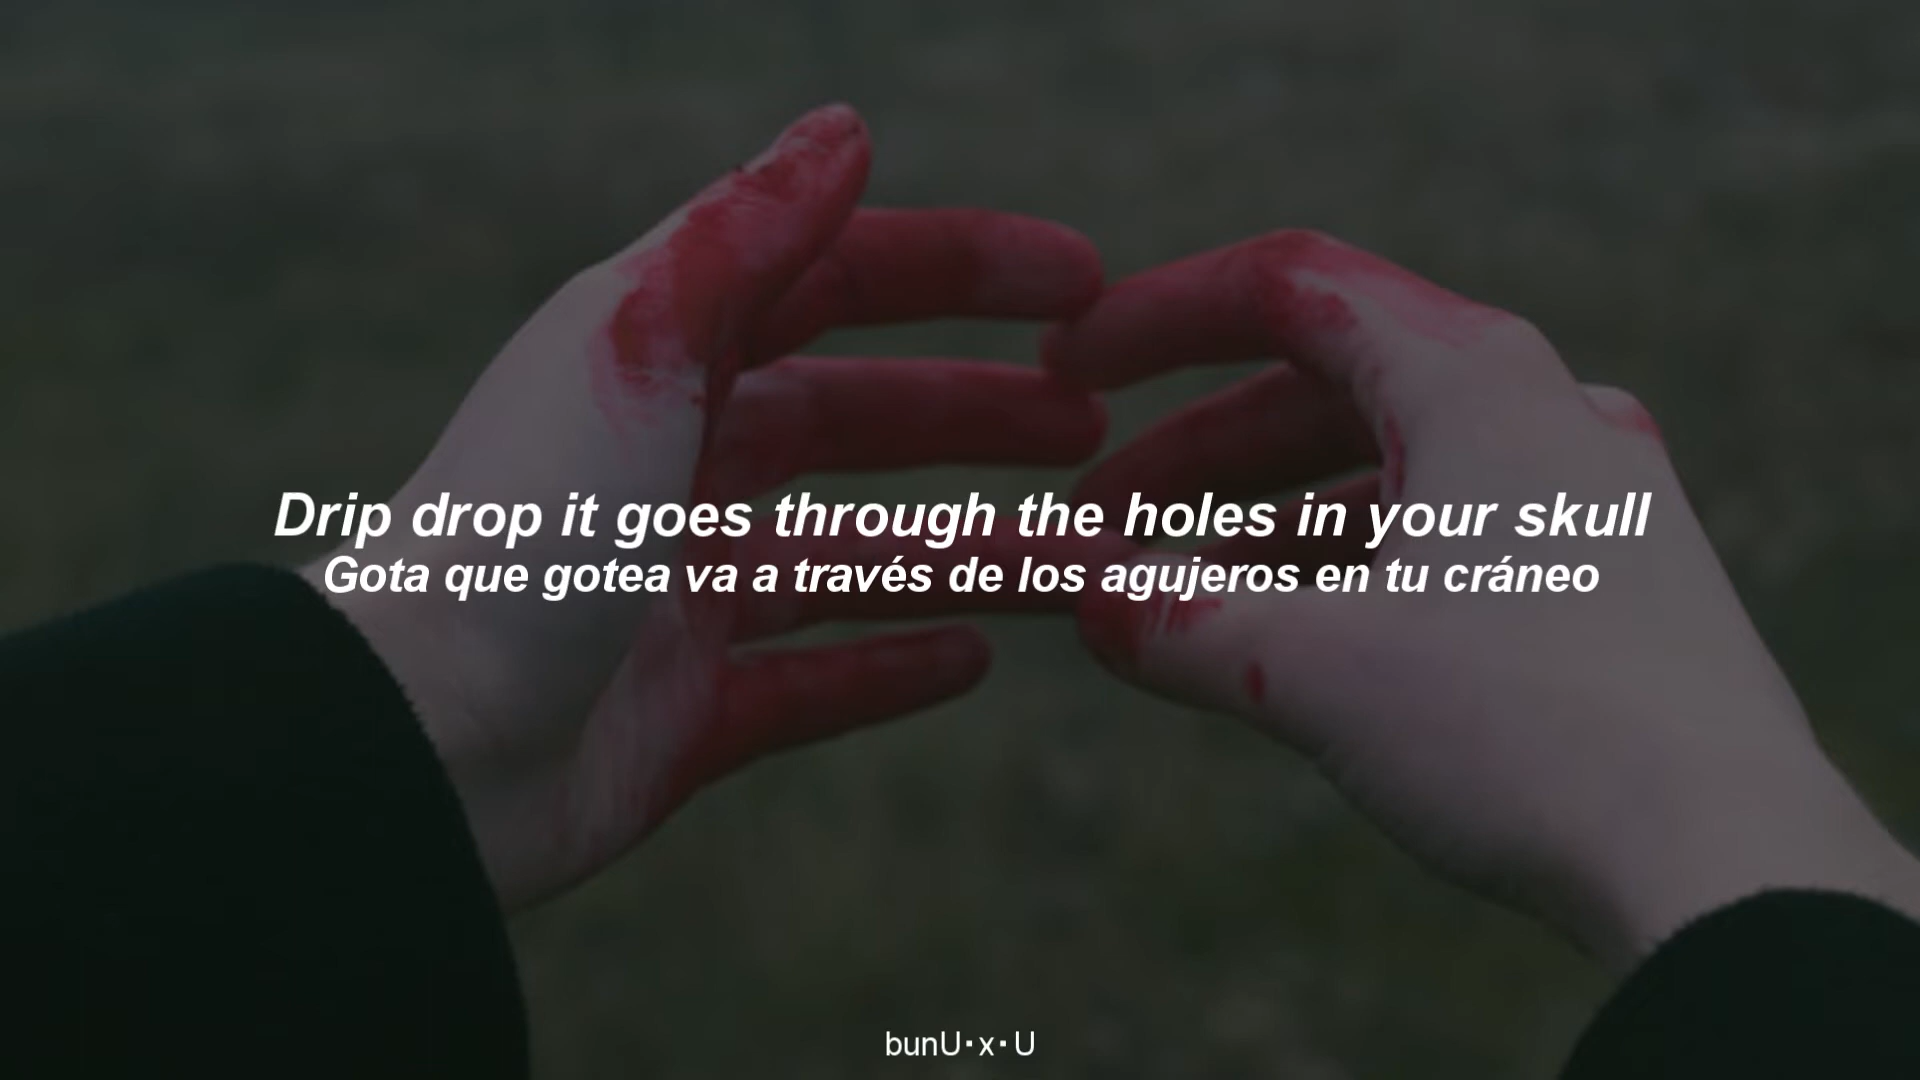 Drip drop it goes through the holes in your skull
Gota que gotea va a través de los agujeros en tu cráneo
bunU･x･U